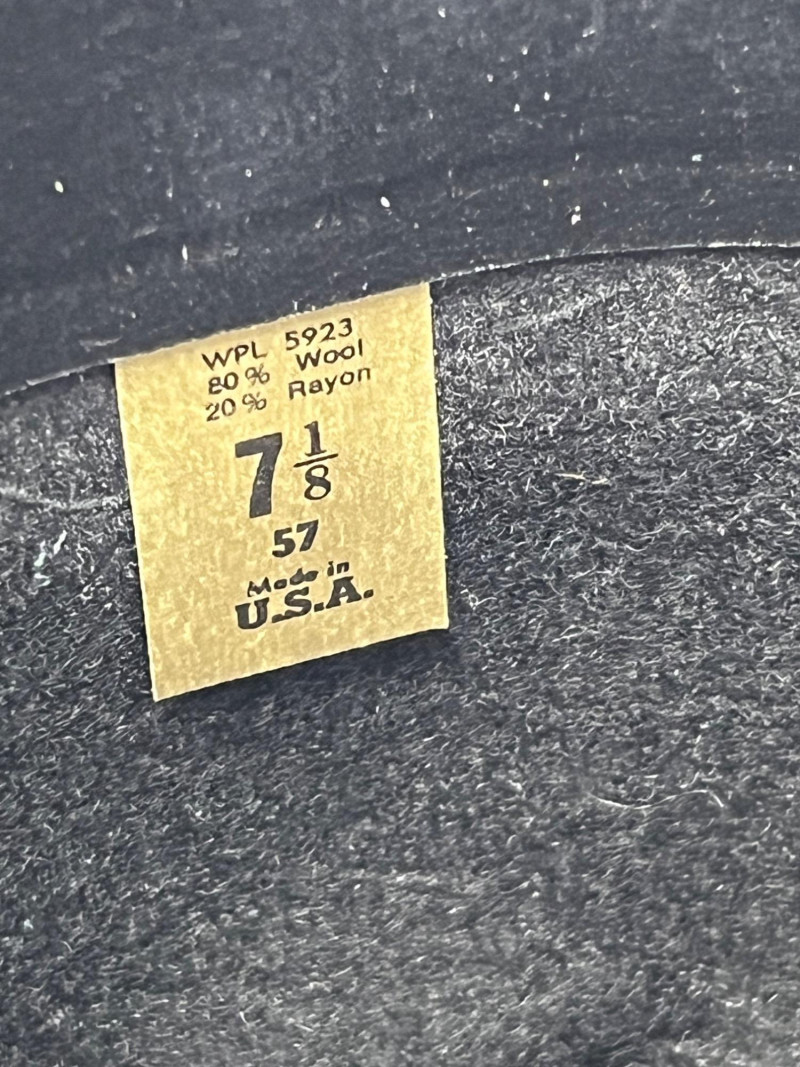 WPL 5923
80% Wool
20% Rayon
7 1/8
57
Made in
U.S.A.